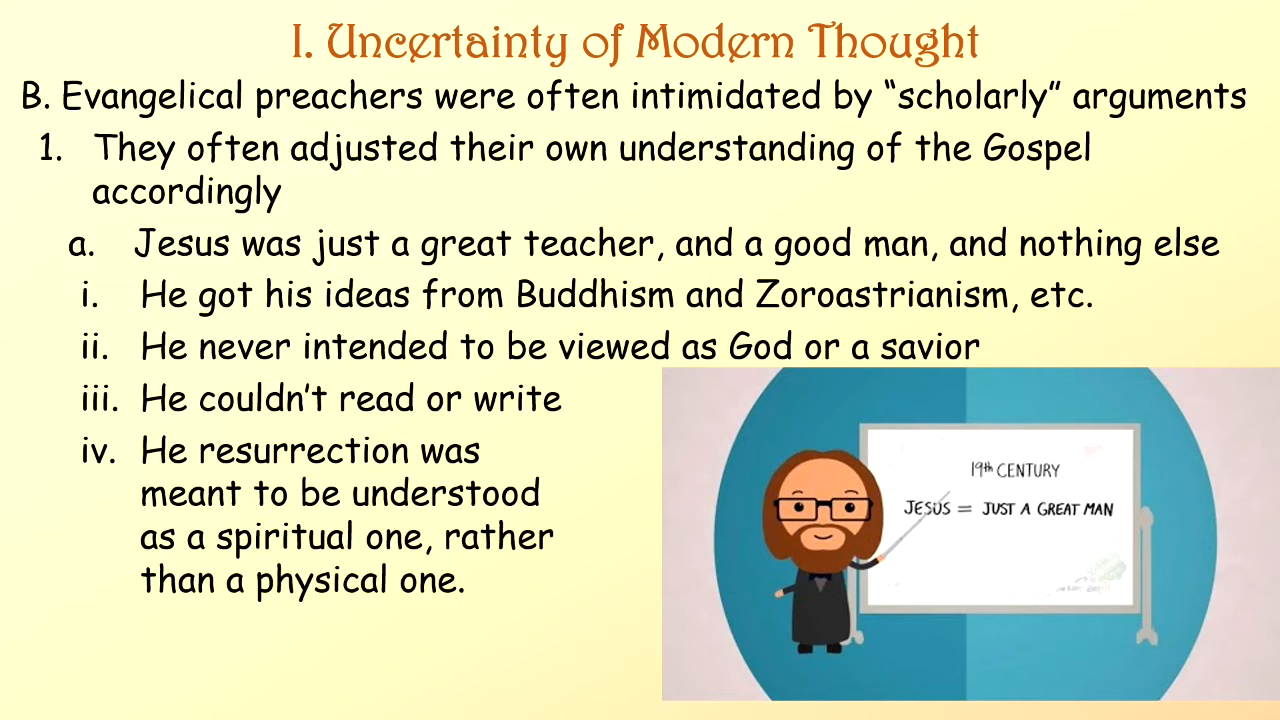 I. Uncertainty of Modern Thought
B. Evangelical preachers were often intimidated by “scholarly” arguments
1. They often adjusted their own understanding of the Gospel
accordingly
a. Jesus was just a great teacher, and a good man, and nothing else
i. He got his ideas from Buddhism and Zoroastrianism, etc.
ii. He never intended to be viewed as God or a savior
iii. He couldn’t read or write
iv. He resurrection was
meant to be understood
as a spiritual one, rather
than a physical one.
19th CENTURY
JESUS = JUST A GREAT MAN